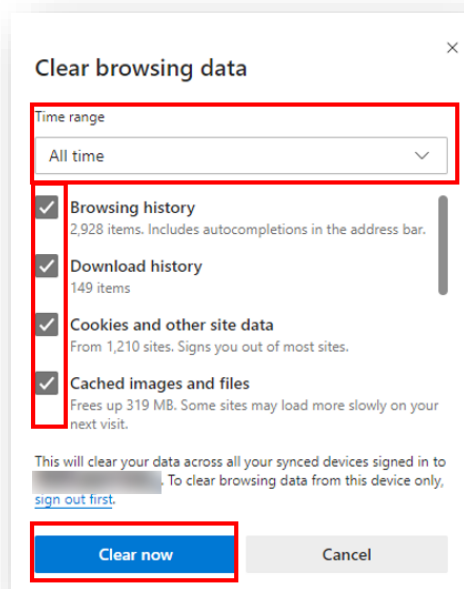 Clear browsing data
Time range
All time
Browsing history
2,928 items. Includes autocompletions in the address bar.
Download history
149 items
Cookies and other site data
From 1,210 sites. Signs you out of most sites.
Cached images and files
Frees up 319 MB. Some sites may load more slowly on your
next visit.
This will clear your data across all your synced devices signed in to
. To clear browsing data from this device only,
sign out first.
Clear now
Cancel